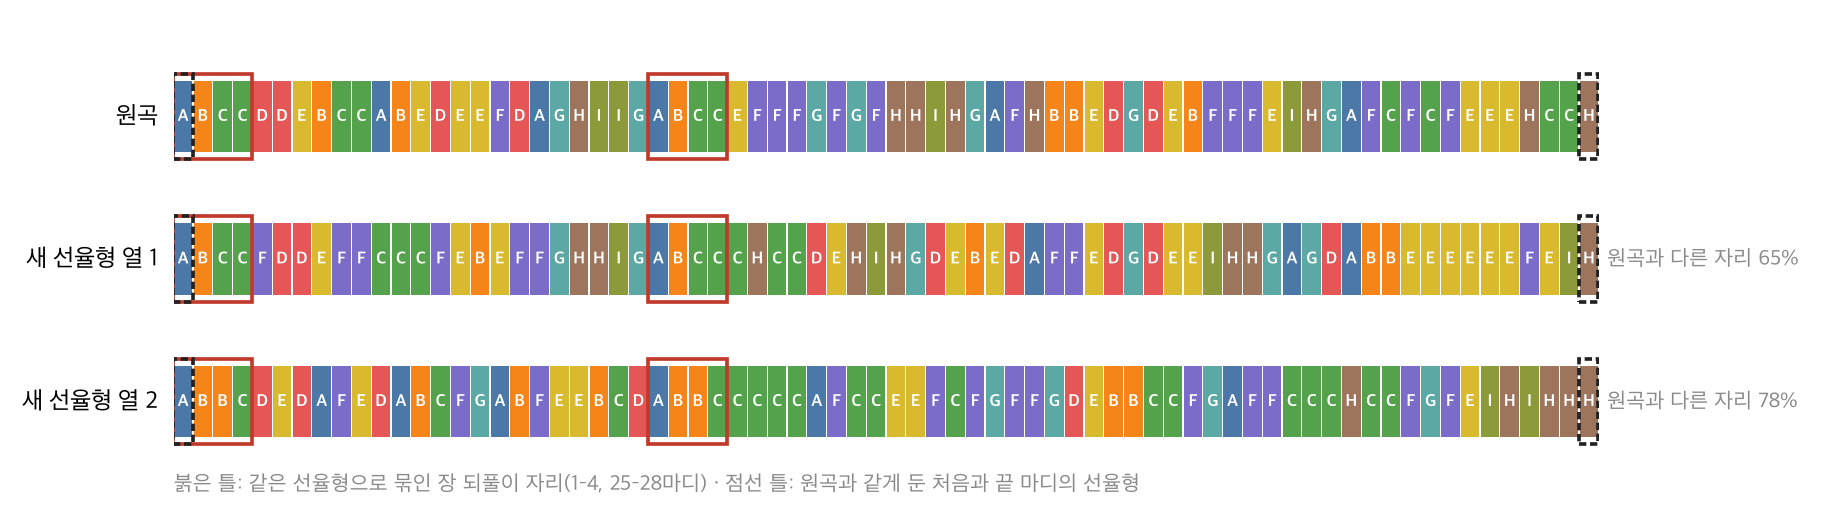 원곡 A B C C D D E B C C A B E D E E F D A G H I I G A B C C E F F F G F G F H H I H G A F H B B E D G D E B F F F E I H G A F C F C F E E E H C C H
새 선율형 열 1 A B C C F D D E F F C C C F E B E F F G H H I G A B C C C H C C D E H I H G D E B E D A F F E D G D E E I H H G A G D A B B E E E E E E F E I H 원곡과 다른 자리 65%
새 선율형 열 2 A B B C D E D A F E D A B C F G A B F E E B C D A B B C C C C C A F C C E E F C F G F F G D E B B C C F G A F F C C C H C C F G F E I H I H H H 원곡과 다른 자리 78%
붉은 틀: 같은 선율형으로 묶인 장 되풀이 자리(1-4, 25-28마디) · 점선 틀: 원곡과 같게 둔 처음과 끝 마디의 선율형